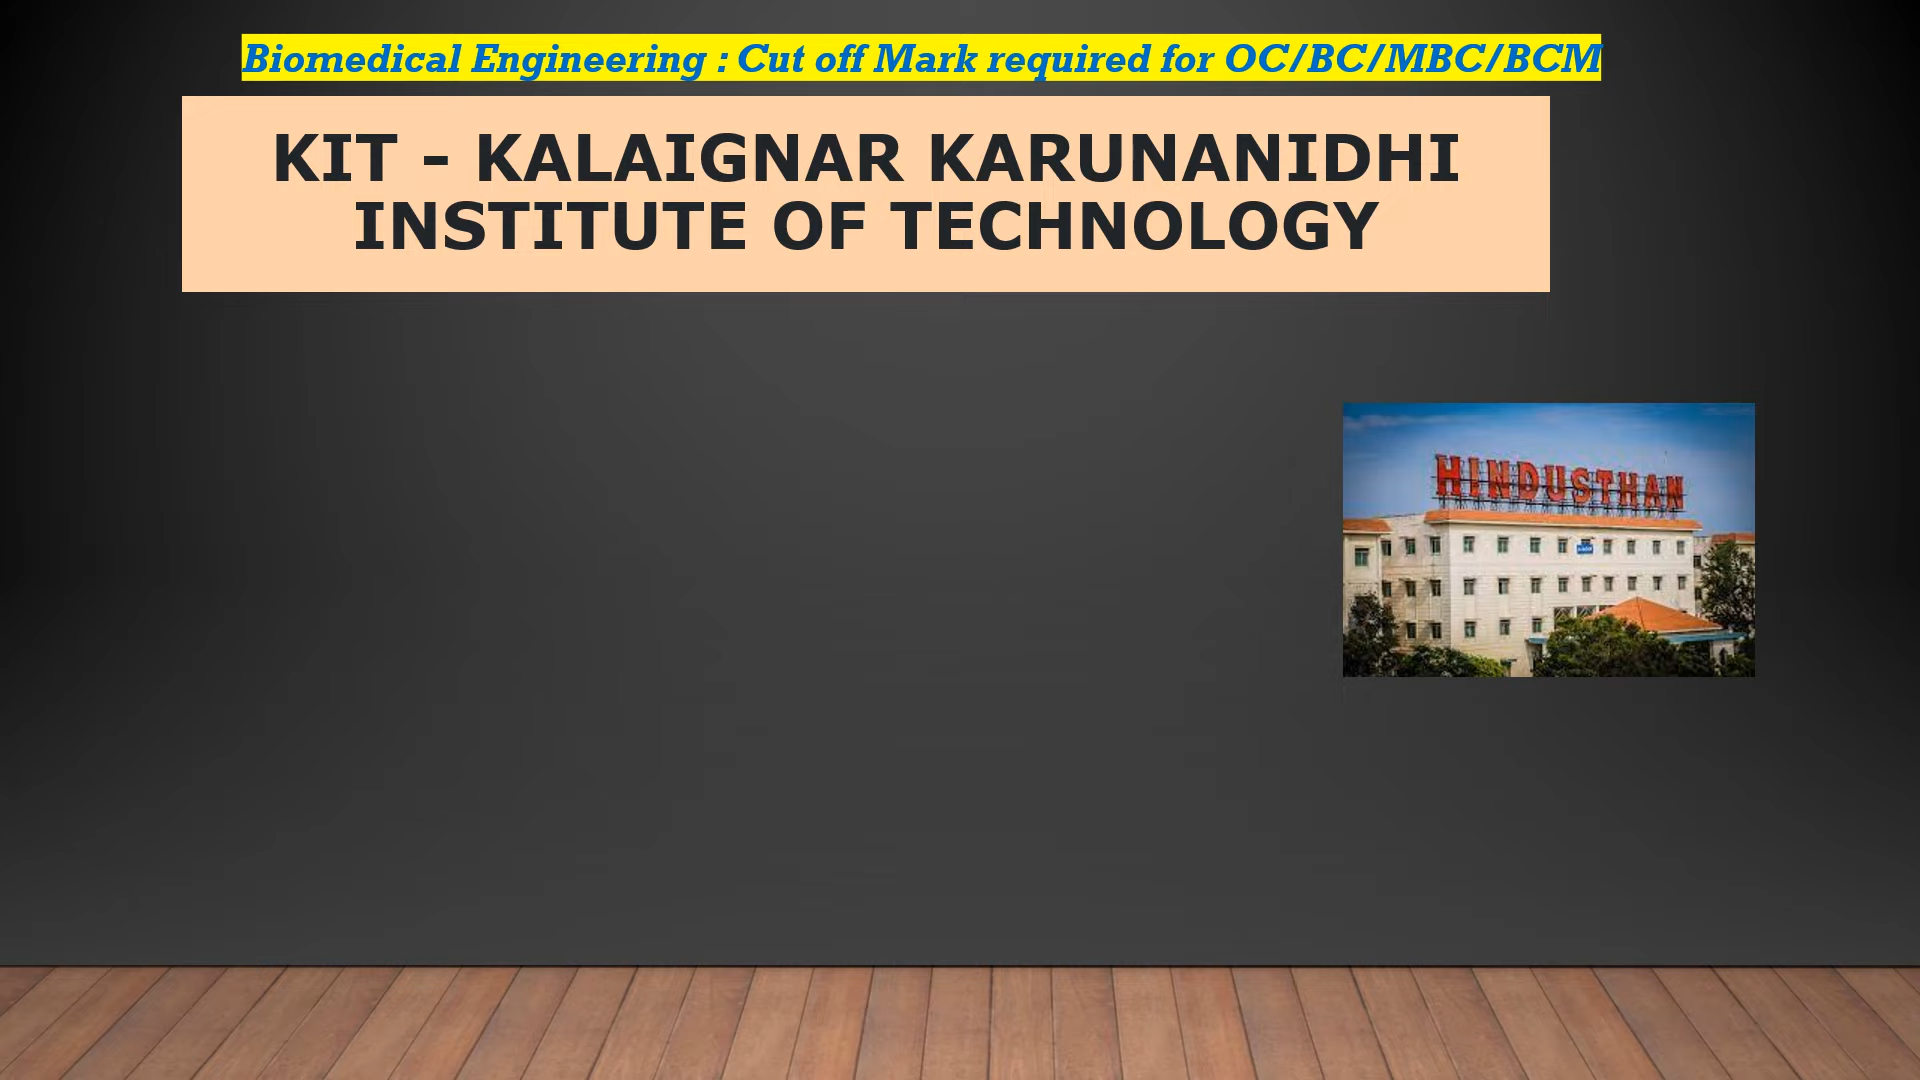 Biomedical Engineering : Cut off Mark required for OC/BC/MBC/BCM
KIT - KALAIGNAR KARUNANIDHI
INSTITUTE OF TECHNOLOGY
HINDUSTHAN